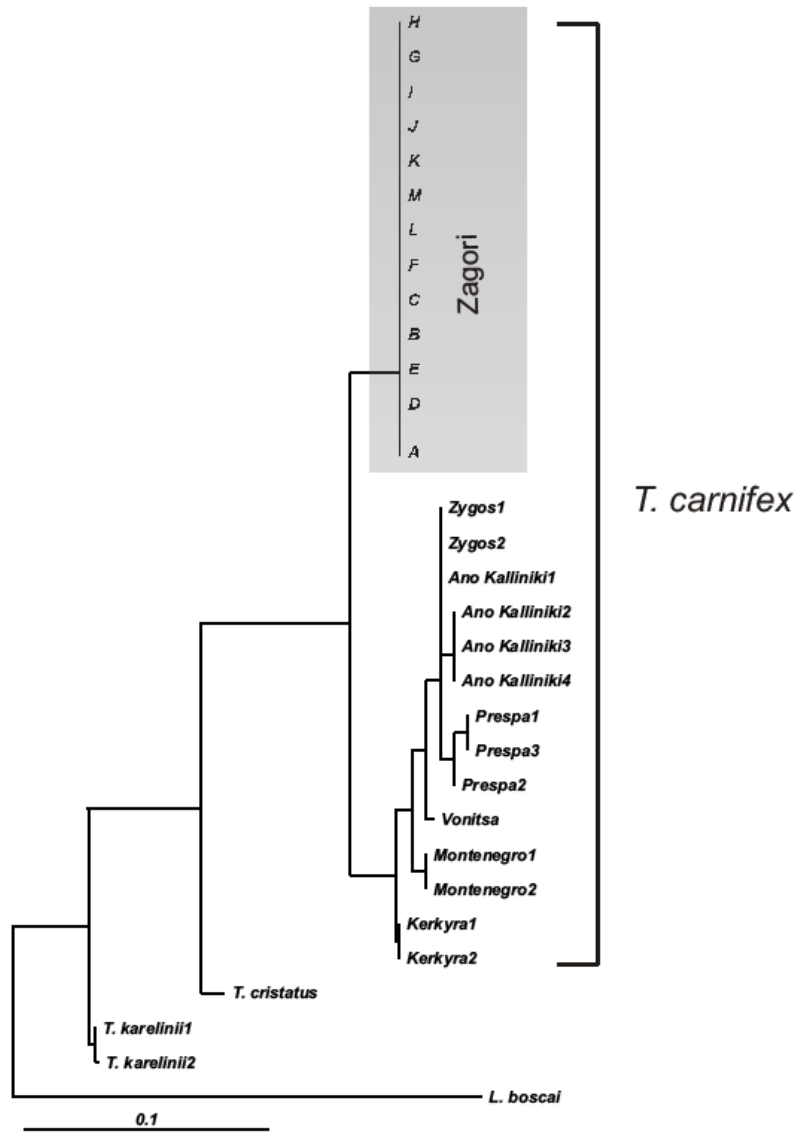 H
G
I
J
K
M
L
F
C
B
E
D
A
Zagori
T. carnifex
Zygos1
Zygos2
Ano Kalliniki1
Ano Kalliniki2
Ano Kalliniki3
Ano Kalliniki4
Prespa1
Prespa3
Prespa2
Vonitsa
Montenegro1
Montenegro2
Kerkyra1
Kerkyra2
T. cristatus
T. karelinii1
T. karelinii2
L. boscai
0.1